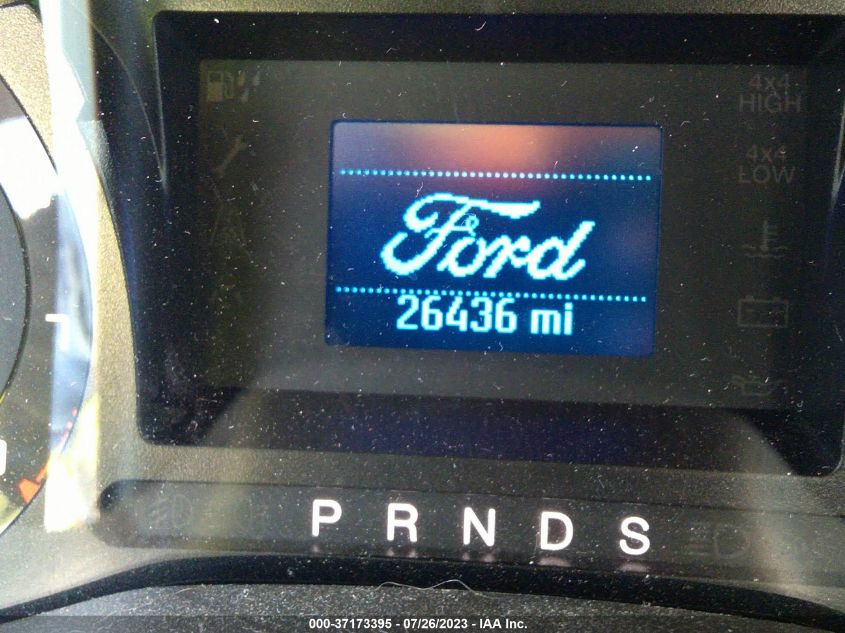 4x4
HIGH
4x4
LOW
Ford
26436 mi
P R N D S
000-37173395 - 07/26/2023 - IAA Inc.